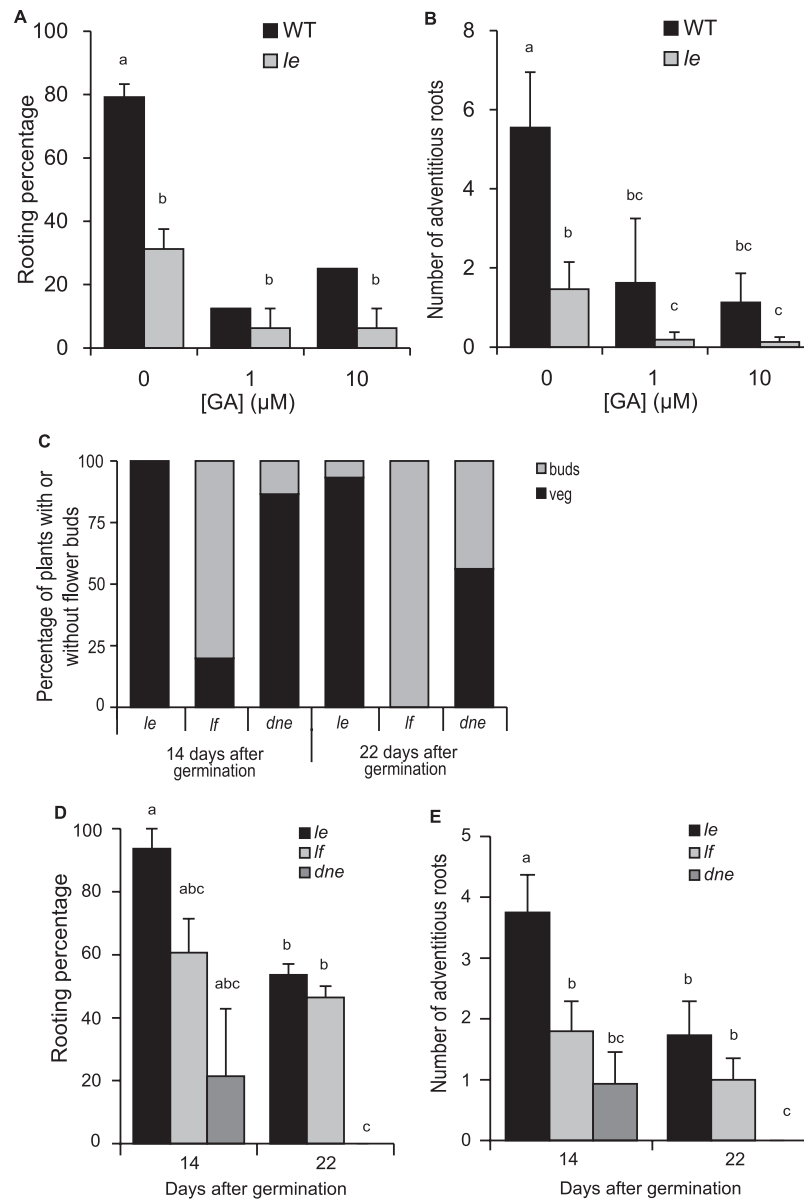 A
100
80
60
40
20
0
Rooting percentage
WT
le
a
b
b
b
0 1 10
[GA] (µM)
B
8
6
4
2
0
Number of adventitious roots
WT
le
a
b
bc
c
bc
c
0 1 10
[GA] (µM)
C
100
75
50
25
0
Percentage of plants with or
without flower buds
buds
veg
le lf dne le lf dne
14 days after
germination
22 days after
germination
D
100
80
60
40
20
0
Rooting percentage
le
lf
dne
a
abc
abc
b
b
c
14 22
Days after germination
E
5
4
3
2
1
0
Number of adventitious roots
le
lf
dne
a
b
bc
b
b
c
14 22
Days after germination